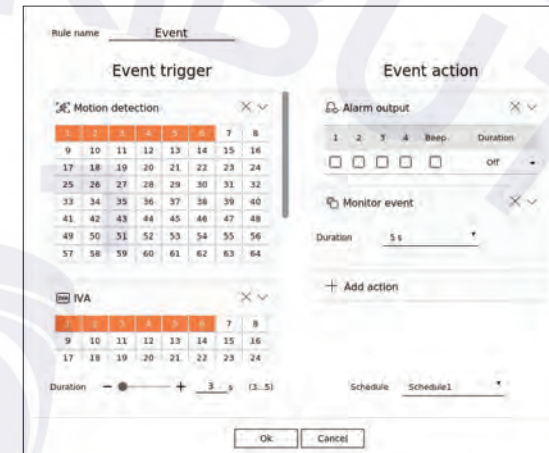 Rule name Event
Event trigger
Event action
Motion detection
1 2 3 4 5 6 7 8
9 10 11 12 13 14 15 16
17 18 19 20 21 22 23 24
25 26 27 28 29 30 31 32
33 34 35 36 37 38 39 40
41 42 43 44 45 46 47 48
49 50 51 52 53 54 55 56
57 58 59 60 61 62 63 64
IVA
1 2 3 4 5 6 7 8
9 10 11 12 13 14 15 16
17 18 19 20 21 22 23 24
Duration − + 3 s (3..5)
Alarm output
1 2 3 4 Beep Duration
Off
Monitor event
Duration 5 s
+ Add action
Schedule Schedule1
Ok Cancel